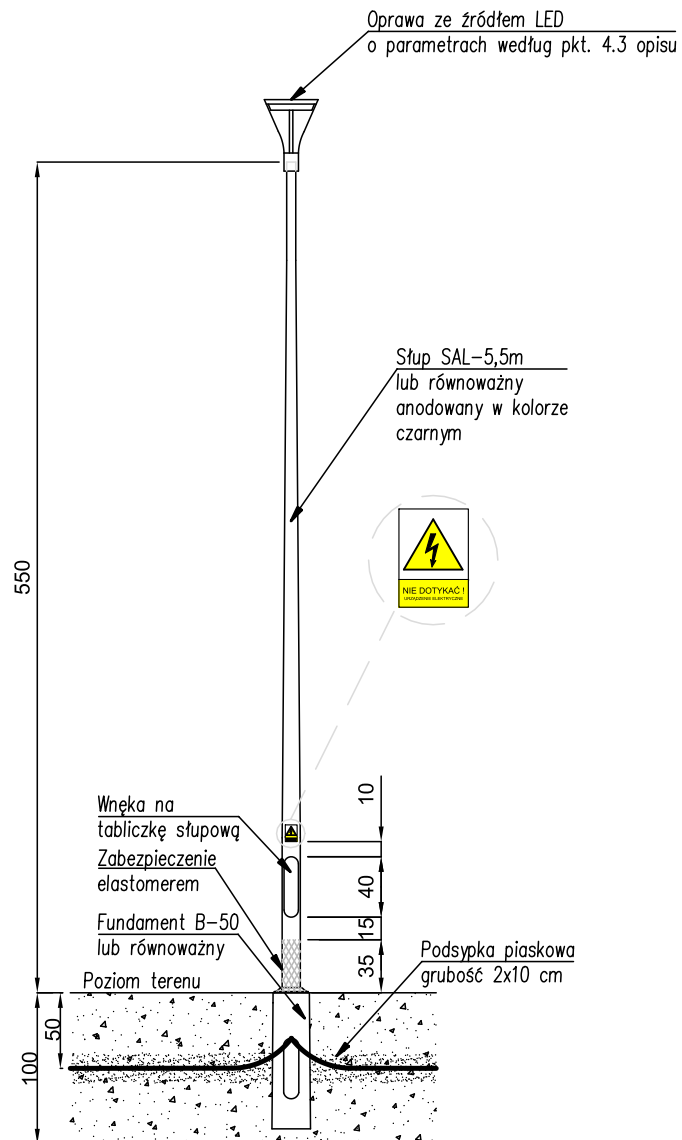 Oprawa ze źródłem LED
o parametrach według pkt. 4.3 opisu
Słup SAL-5,5m
lub równoważny
anodowany w kolorze
czarnym
550
NIE DOTYKAĆ !
URZĄDZENIE ELEKTRYCZNE
10
Wnęka na
tabliczkę słupową
Zabezpieczenie
elastomerem
40
15
Fundament B-50
lub równoważny
35
Podsypka piaskowa
grubość 2x10 cm
Poziom terenu
50
100